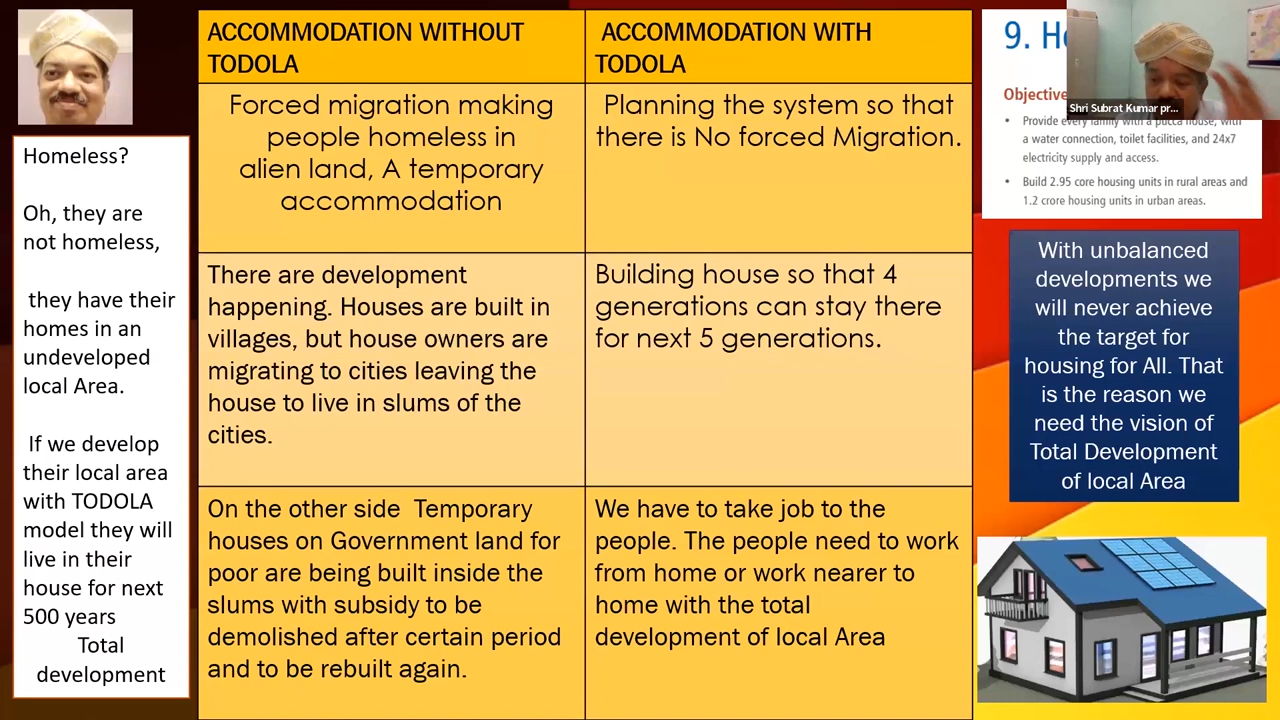 Homeless?
Oh, they are
not homeless,
they have their
homes in an
undeveloped
local Area.
If we develop
their local area
with TODOLA
model they will
live in their
house for next
500 years
Total
development
ACCOMMODATION WITHOUT
TODOLA
ACCOMMODATION WITH
TODOLA
Forced migration making
people homeless in
alien land, A temporary
accommodation
Planning the system so that
there is No forced Migration.
There are development
happening. Houses are built in
villages, but house owners are
migrating to cities leaving the
house to live in slums of the
cities.
Building house so that 4
generations can stay there
for next 5 generations.
On the other side Temporary
houses on Government land for
poor are being built inside the
slums with subsidy to be
demolished after certain period
and to be rebuilt again.
We have to take job to the
people. The people need to work
from home or work nearer to
home with the total
development of local Area
9.
Shri Subrat Kumar pr...
Objective
• Provide every family with a pucca house, with
a water connection, toilet facilities, and 24x7
electricity supply and access.
• Build 2.95 core housing units in rural areas and
1.2 crore housing units in urban areas.
With unbalanced
developments we
will never achieve
the target for
housing for All. That
is the reason we
need the vision of
Total Development
of local Area